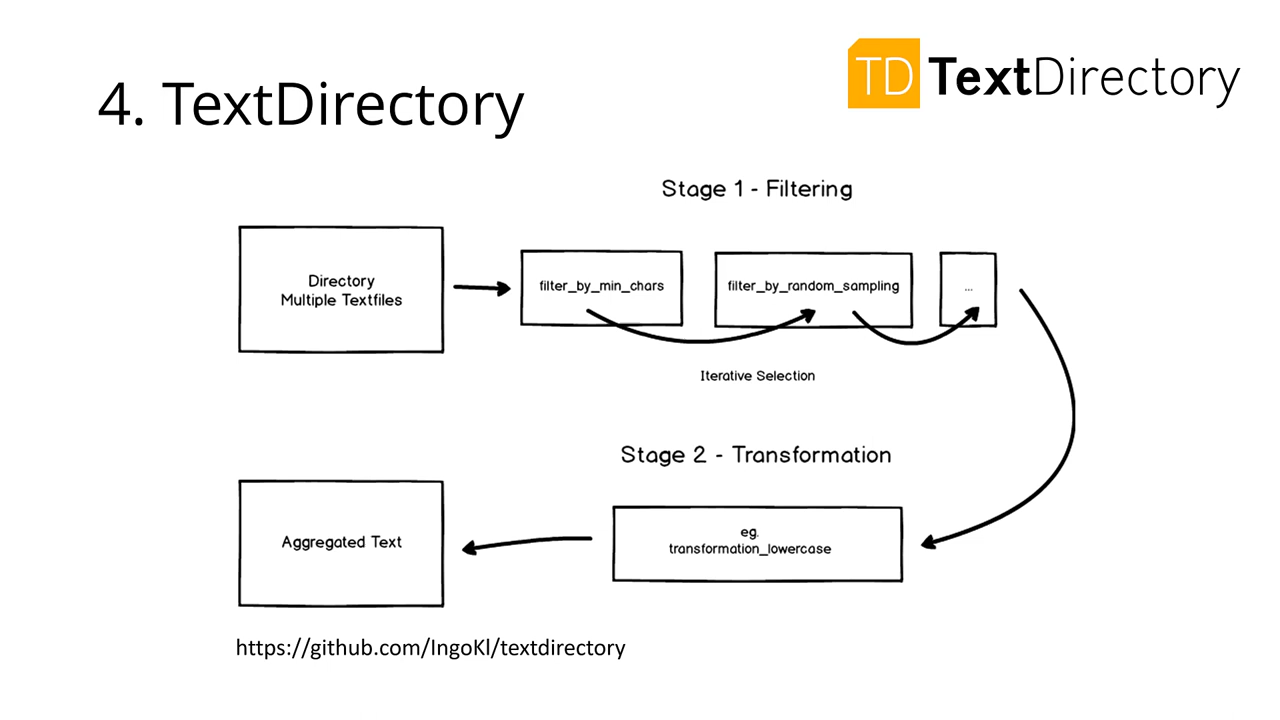 4. TextDirectory
TD TextDirectory
Stage 1 - Filtering
Directory
Multiple Textfiles
filter_by_min_chars
filter_by_random_sampling
...
Iterative Selection
Stage 2 - Transformation
Aggregated Text
eg.
transformation_lowercase
https://github.com/IngoKl/textdirectory